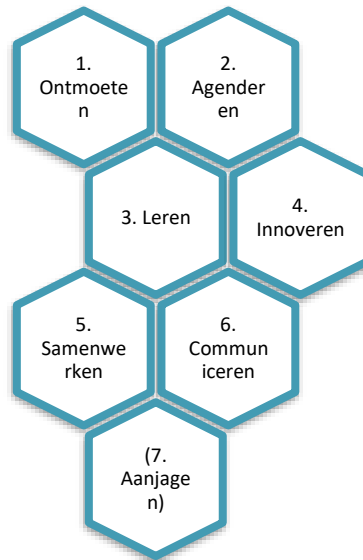 1.
Ontmoete
n
2.
Agender
en
3. Leren
4.
Innoveren
5.
Samenwe
rken
6.
Commun
iceren
(7.
Aanjage
n)